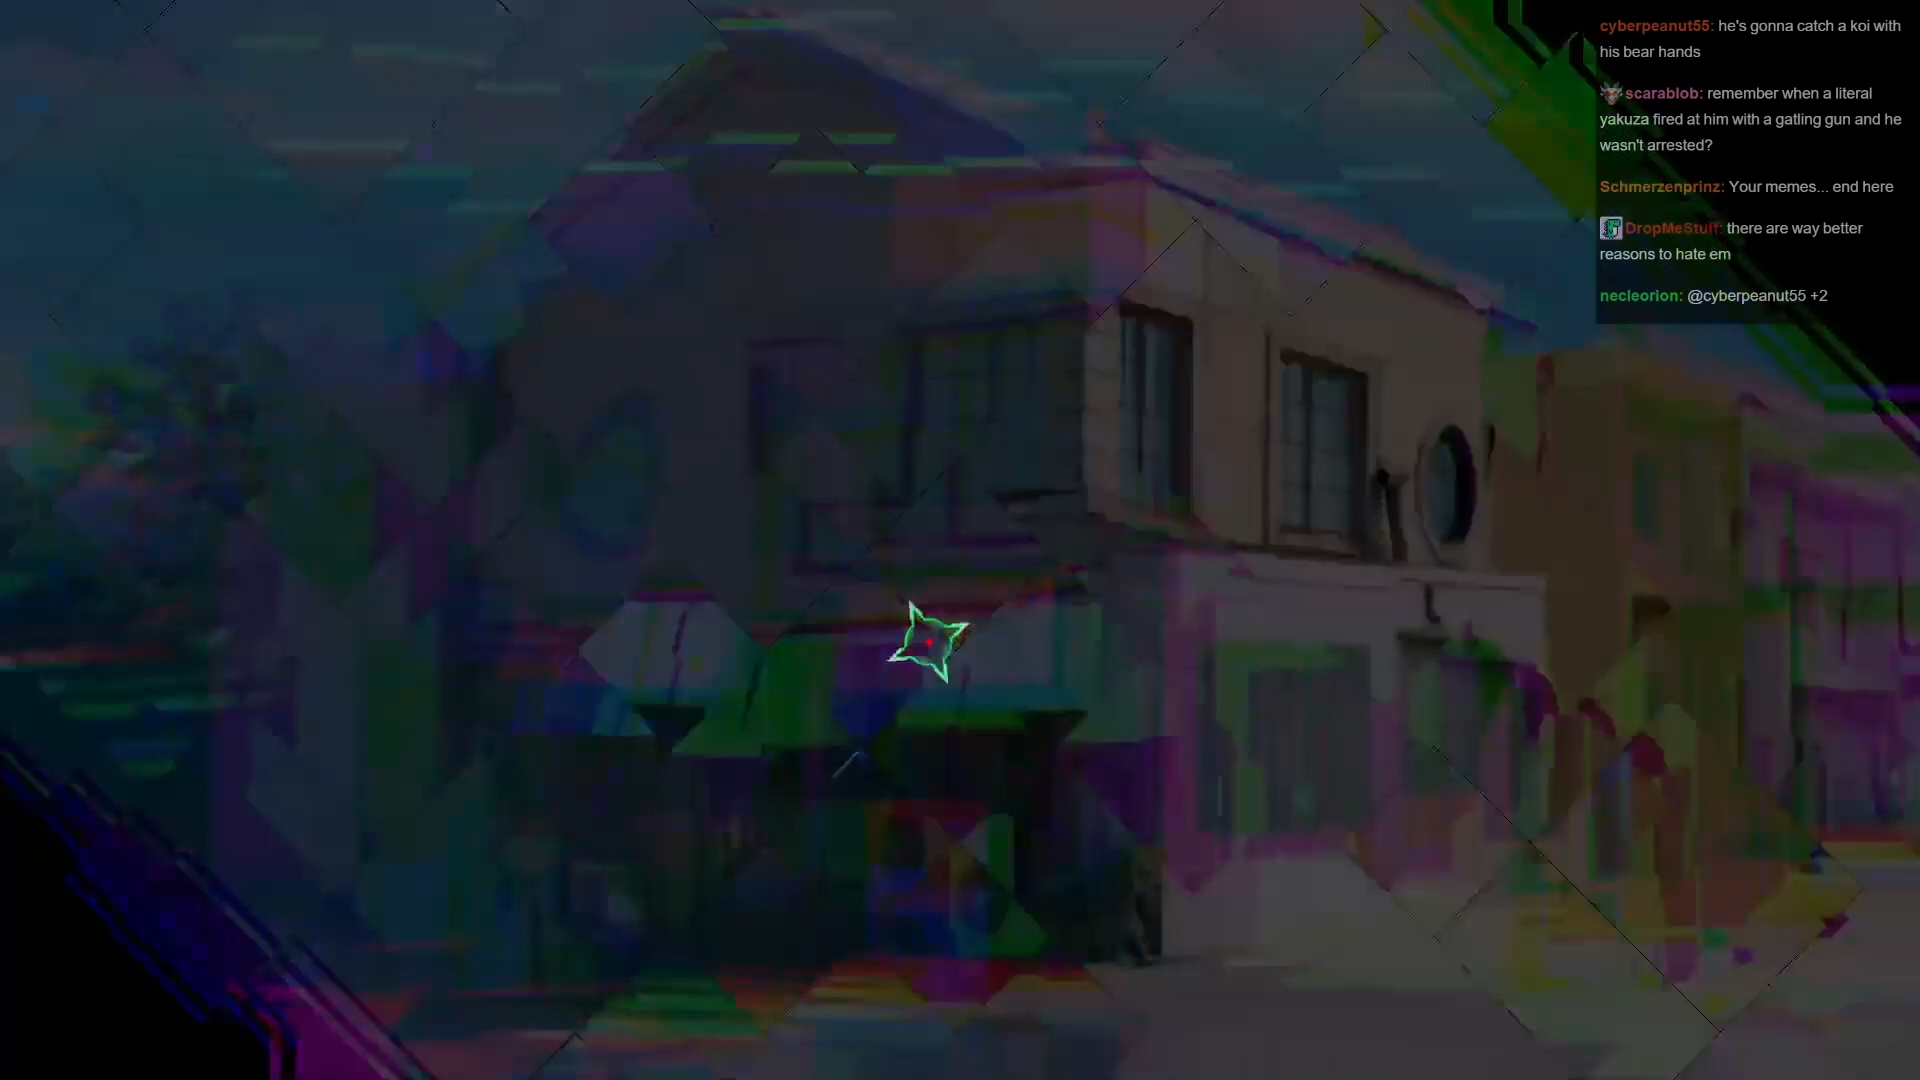 cyberpeanut55: he's gonna catch a koi with
his bear hands
scarablob: remember when a literal
yakuza fired at him with a gatling gun and he
wasn't arrested?
Schmerzenprinz: Your memes... end here
DropMeStuff: there are way better
reasons to hate em
necleorion: @cyberpeanut55 +2